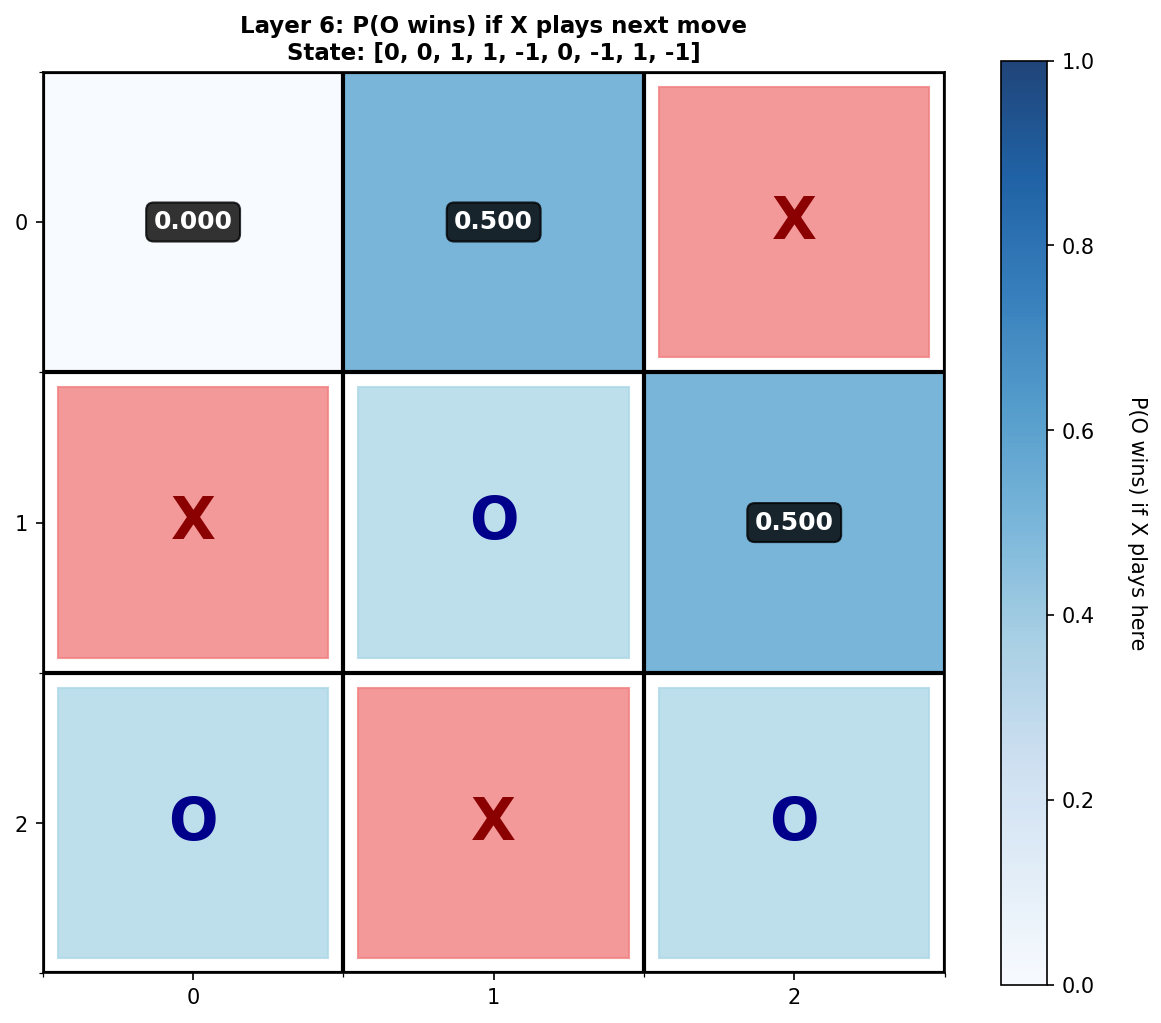 Layer 6: P(O wins) if X plays next move
State: [0, 0, 1, 1, -1, 0, -1, 1, -1]
0
0.000
0.500
X
1
X
O
0.500
2
O
X
O
0
1
2
1.0
0.8
0.6
0.4
0.2
0.0
P(O wins) if X plays here